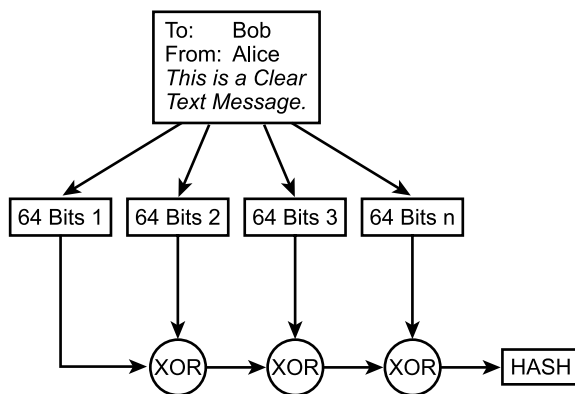 To: Bob
From: Alice
This is a Clear
Text Message.
64 Bits 1
64 Bits 2
64 Bits 3
64 Bits n
XOR
XOR
XOR
HASH